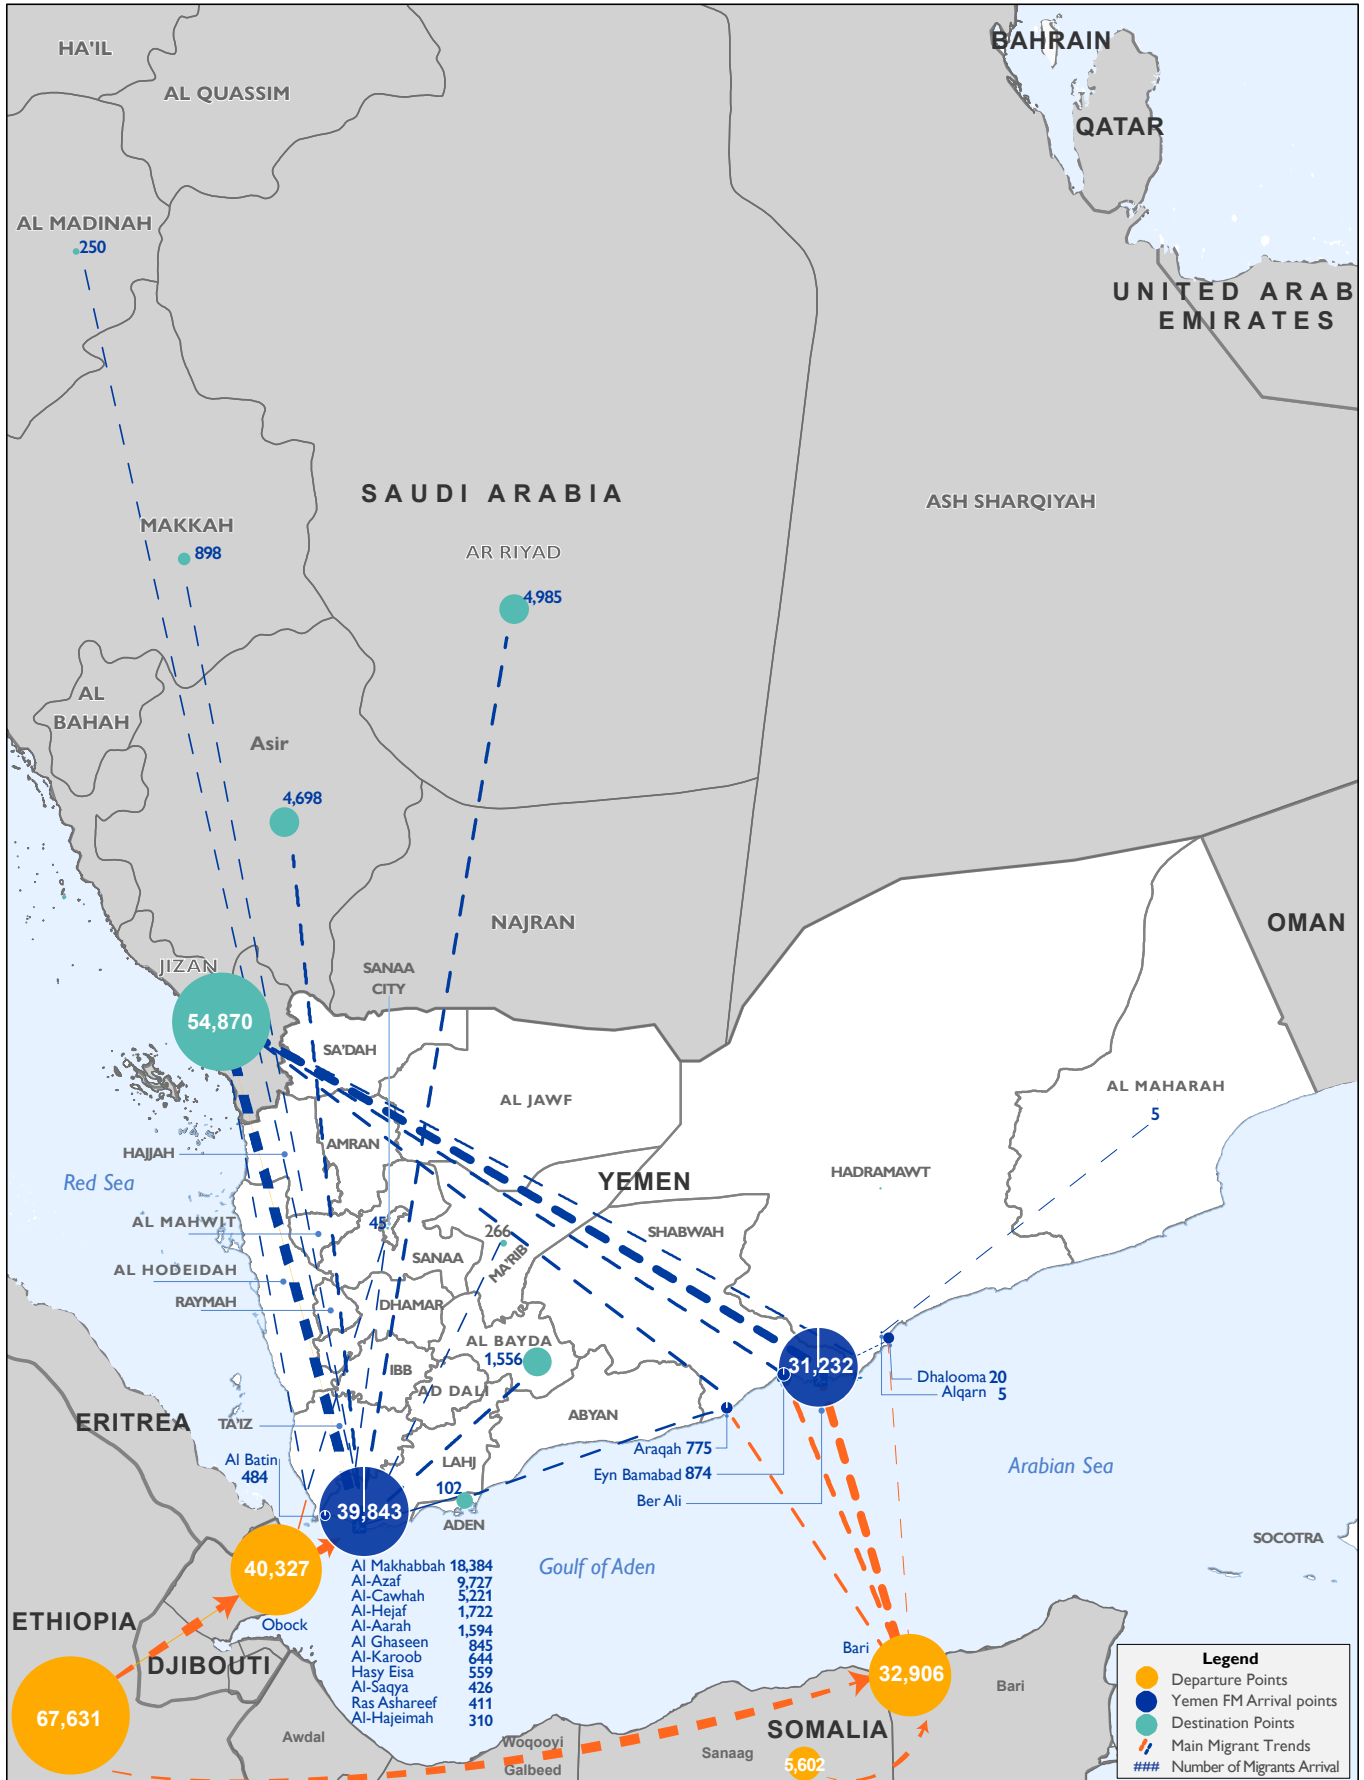 HA'IL
BAHRAIN
AL QUASSIM
QATAR
AL MADINAH
250
UNITED ARAB
EMIRATES
SAUDI ARABIA
ASH SHARQIYAH
MAKKAH
898
AR RIYAD
4,985
AL
BAHAH
Asir
4,698
NAJRAN
OMAN
JIZAN
SANAA
CITY
54,870
SA'DAH
AL JAWF
AL MAHARAH
5
AMRAN
HAJJAH
Red Sea
YEMEN
HADRAMAWT
AL MAHWIT
45
266
SHABWAH
SANAA
MA'RIB
AL HODEIDAH
RAYMAH
DHAMAR
AL BAYDA
1,556
31,232
IBB
AD DALI
Dhalooma 20
Alqarn 5
ERITREA
TA'IZ
ABYAN
Araqah 775
Al Batin
484
LAHJ
Eyn Bamabad 874
Arabian Sea
102
Ber Ali
39,843
ADEN
SOCOTRA
40,327
Goulf of Aden
Al Makhabbah 18,384
Al-Azaf 9,727
Al-Cawhah 5,221
Al-Hejaf 1,722
Al-Aarah 1,594
Al Ghaseen 845
Al-Karoob 644
Hasy Eisa 559
Al-Saqya 426
Ras Ashareef 411
Al-Hajeimah 310
ETHIOPIA
Obock
DJIBOUTI
Bari
32,906
Bari
67,631
Awdal
Woqooyi
Galbeed
Sanaag
SOMALIA
5,602
Legend
Departure Points
Yemen FM Arrival points
Destination Points
Main Migrant Trends
### Number of Migrants Arrival